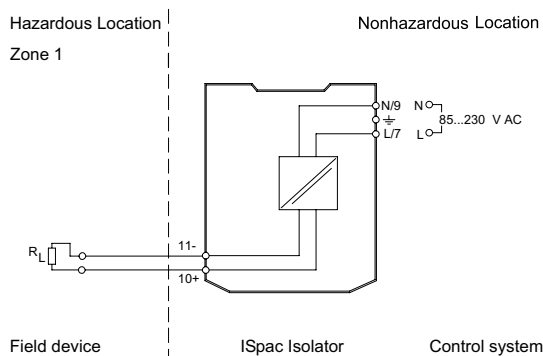 Hazardous Location
Nonhazardous Location
Zone 1
N/9
N
85...230 V AC
L/7
L
11-
RL
10+
Field device
ISpac Isolator
Control system